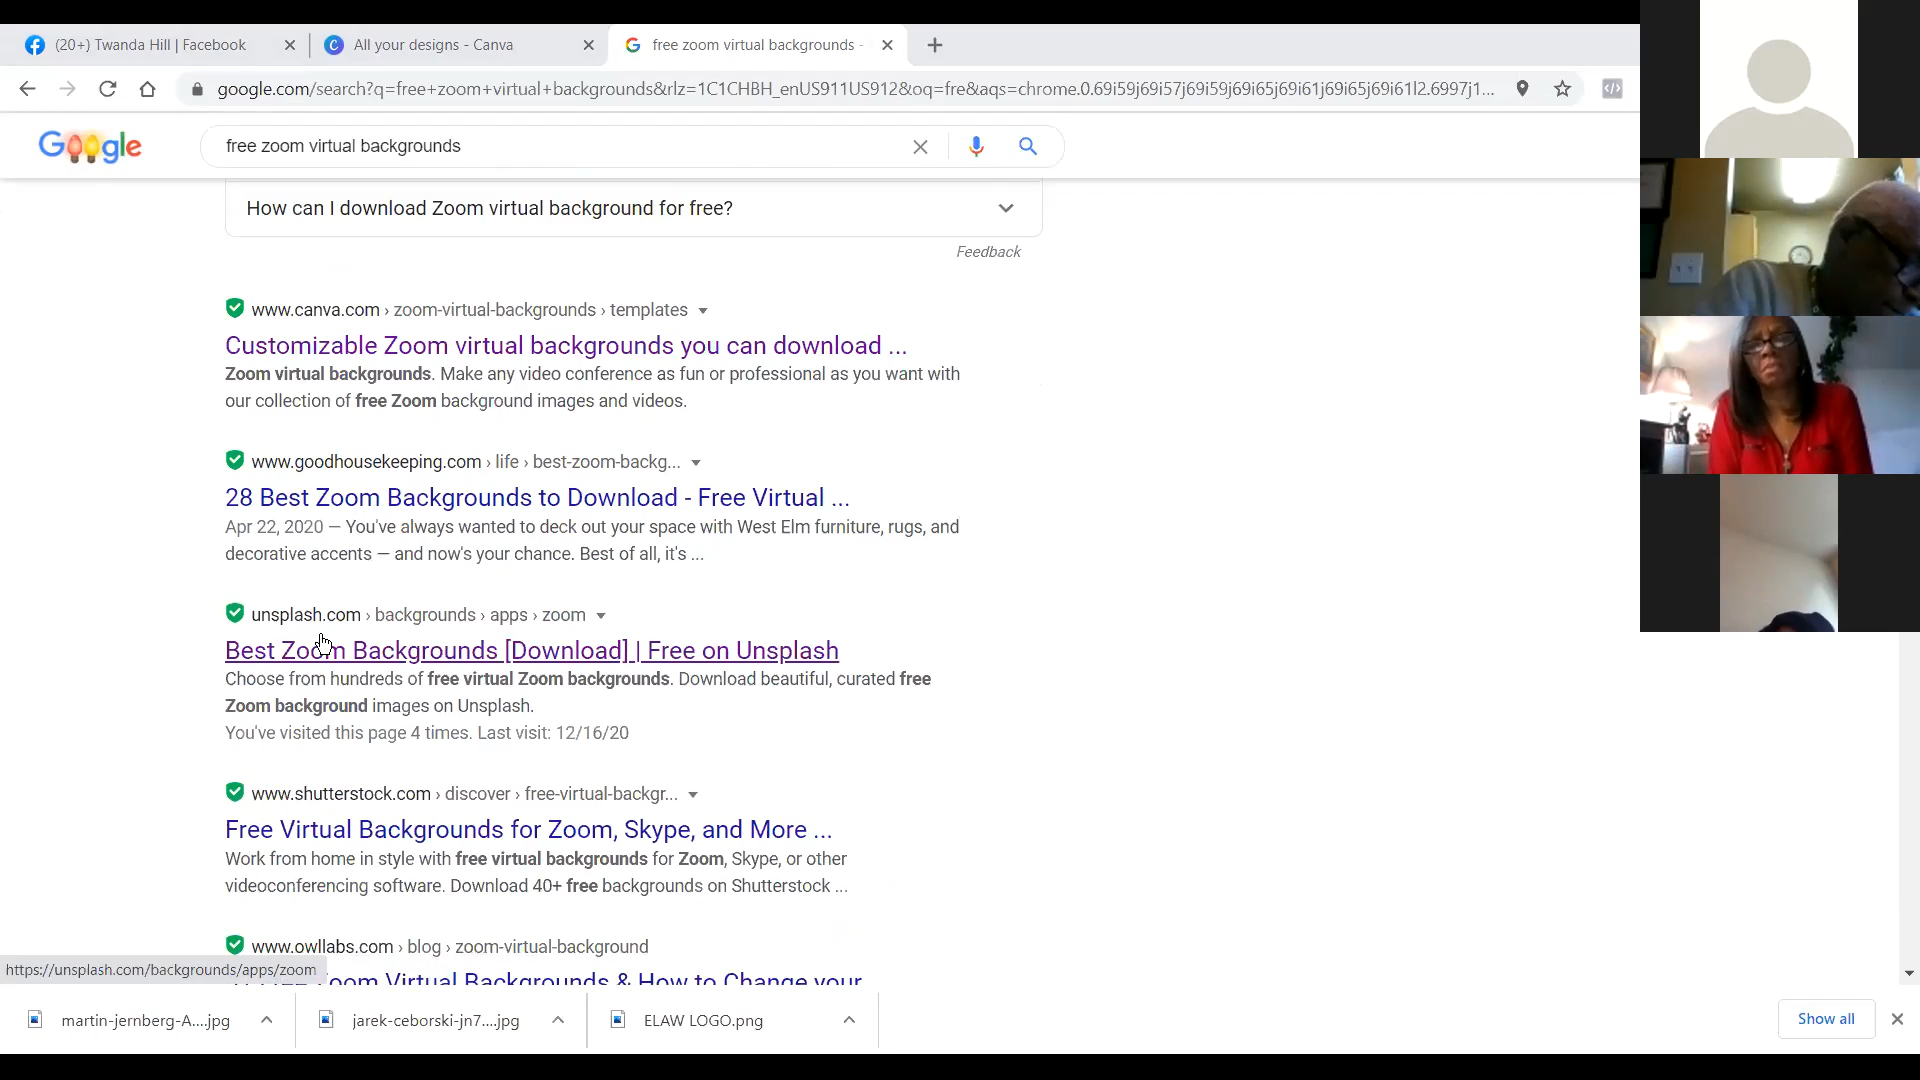 (20+) Twanda Hill | Facebook
All your designs - Canva
free zoom virtual backgrounds -
google.com/search?q=free+zoom+virtual+backgrounds&rlz=1C1CHBH_enUS911US912&oq=fre&aqs=chrome.0.69i59j69i57j69i59j69i65j69i61j69i65j69i61l2.6997j1...
Google
free zoom virtual backgrounds
How can I download Zoom virtual background for free?
Feedback
www.canva.com › zoom-virtual-backgrounds › templates
Customizable Zoom virtual backgrounds you can download ...
Zoom virtual backgrounds. Make any video conference as fun or professional as you want with
our collection of free Zoom background images and videos.
www.goodhousekeeping.com › life › best-zoom-backg...
28 Best Zoom Backgrounds to Download - Free Virtual ...
Apr 22, 2020 — You've always wanted to deck out your space with West Elm furniture, rugs, and
decorative accents — and now's your chance. Best of all, it's ...
unsplash.com › backgrounds › apps › zoom
Best Zoom Backgrounds [Download] | Free on Unsplash
Choose from hundreds of free virtual Zoom backgrounds. Download beautiful, curated free
Zoom background images on Unsplash.
You've visited this page 4 times. Last visit: 12/16/20
www.shutterstock.com › discover › free-virtual-backgr...
Free Virtual Backgrounds for Zoom, Skype, and More ...
Work from home in style with free virtual backgrounds for Zoom, Skype, or other
videoconferencing software. Download 40+ free backgrounds on Shutterstock ...
www.owllabs.com › blog › zoom-virtual-background
Zoom Virtual Backgrounds & How to Change your
https://unsplash.com/backgrounds/apps/zoom
martin-jernberg-A....jpg
jarek-ceborski-jn7....jpg
ELAW LOGO.png
Show all